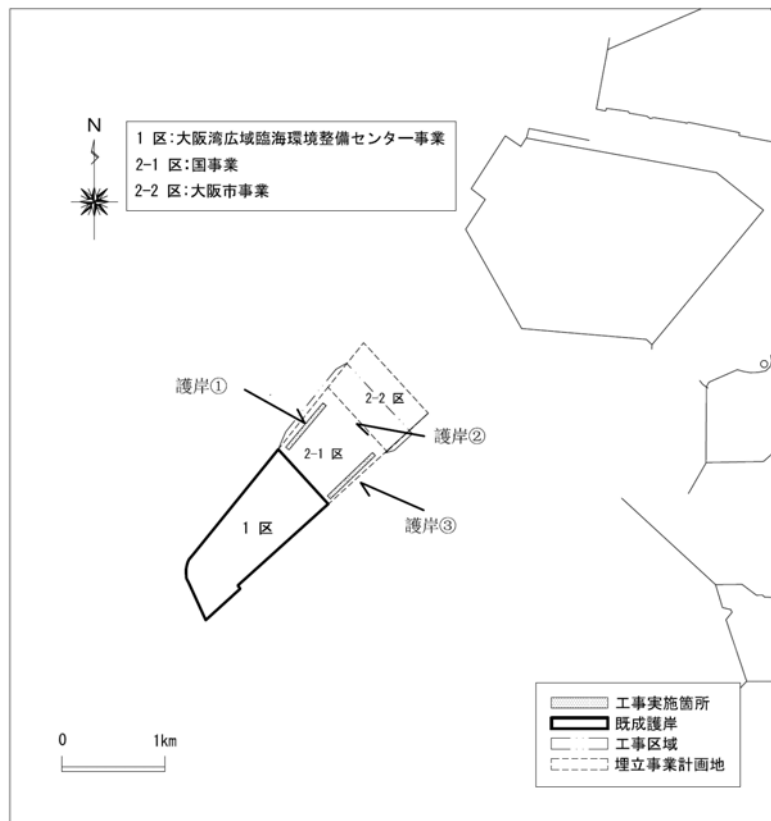 N
1 区:大阪湾広域臨海環境整備センター事業
2-1 区:国事業
2-2 区:大阪市事業
護岸①
2-2 区
護岸②
2-1 区
護岸③
1 区
0 1km
工事実施箇所
既成護岸
工事区域
埋立事業計画地